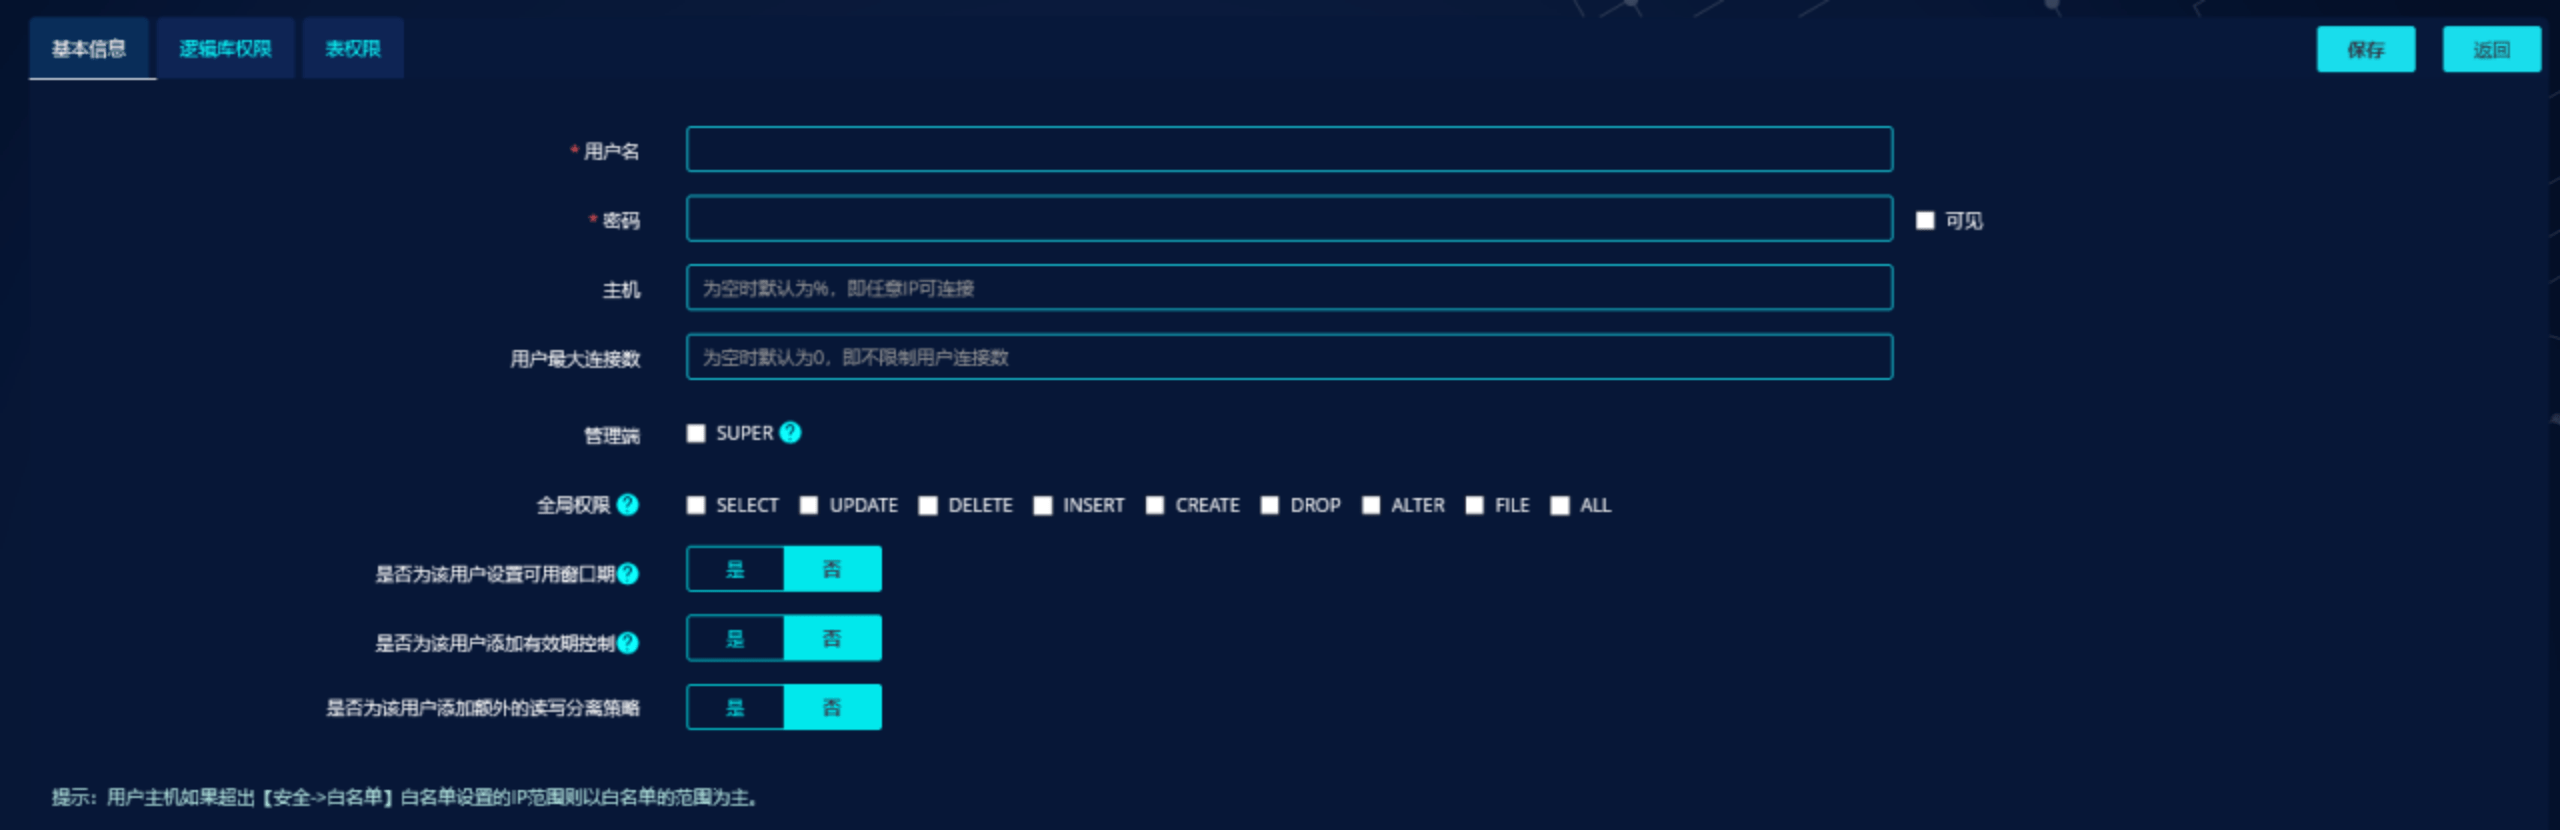 基本信息 逻辑库权限 表权限 保存 返回
* 用户名
* 密码 可见
主机 为空时默认为%，即任意IP可连接
用户最大连接数 为空时默认为0，即不限制用户连接数
管理端 SUPER ?
全局权限 ? SELECT UPDATE DELETE INSERT CREATE DROP ALTER FILE ALL
是否为该用户设置可用窗口期 ? 是 否
是否为该用户添加有效期控制 ? 是 否
是否为该用户添加额外的读写分离策略 是 否
提示：用户主机如果超出【安全->白名单】白名单设置的IP范围则以白名单的范围为主。